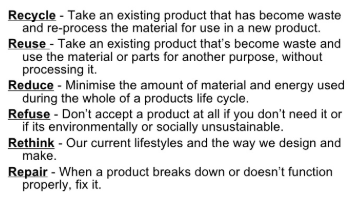 Recycle - Take an existing product that has become waste
and re-process the material for use in a new product.
Reuse - Take an existing product that's become waste and
use the material or parts for another purpose, without
processing it.
Reduce - Minimise the amount of material and energy used
during the whole of a products life cycle.
Refuse - Don't accept a product at all if you don't need it or
if its environmentally or socially unsustainable.
Rethink - Our current lifestyles and the way we design and
make.
Repair - When a product breaks down or doesn't function
properly, fix it.